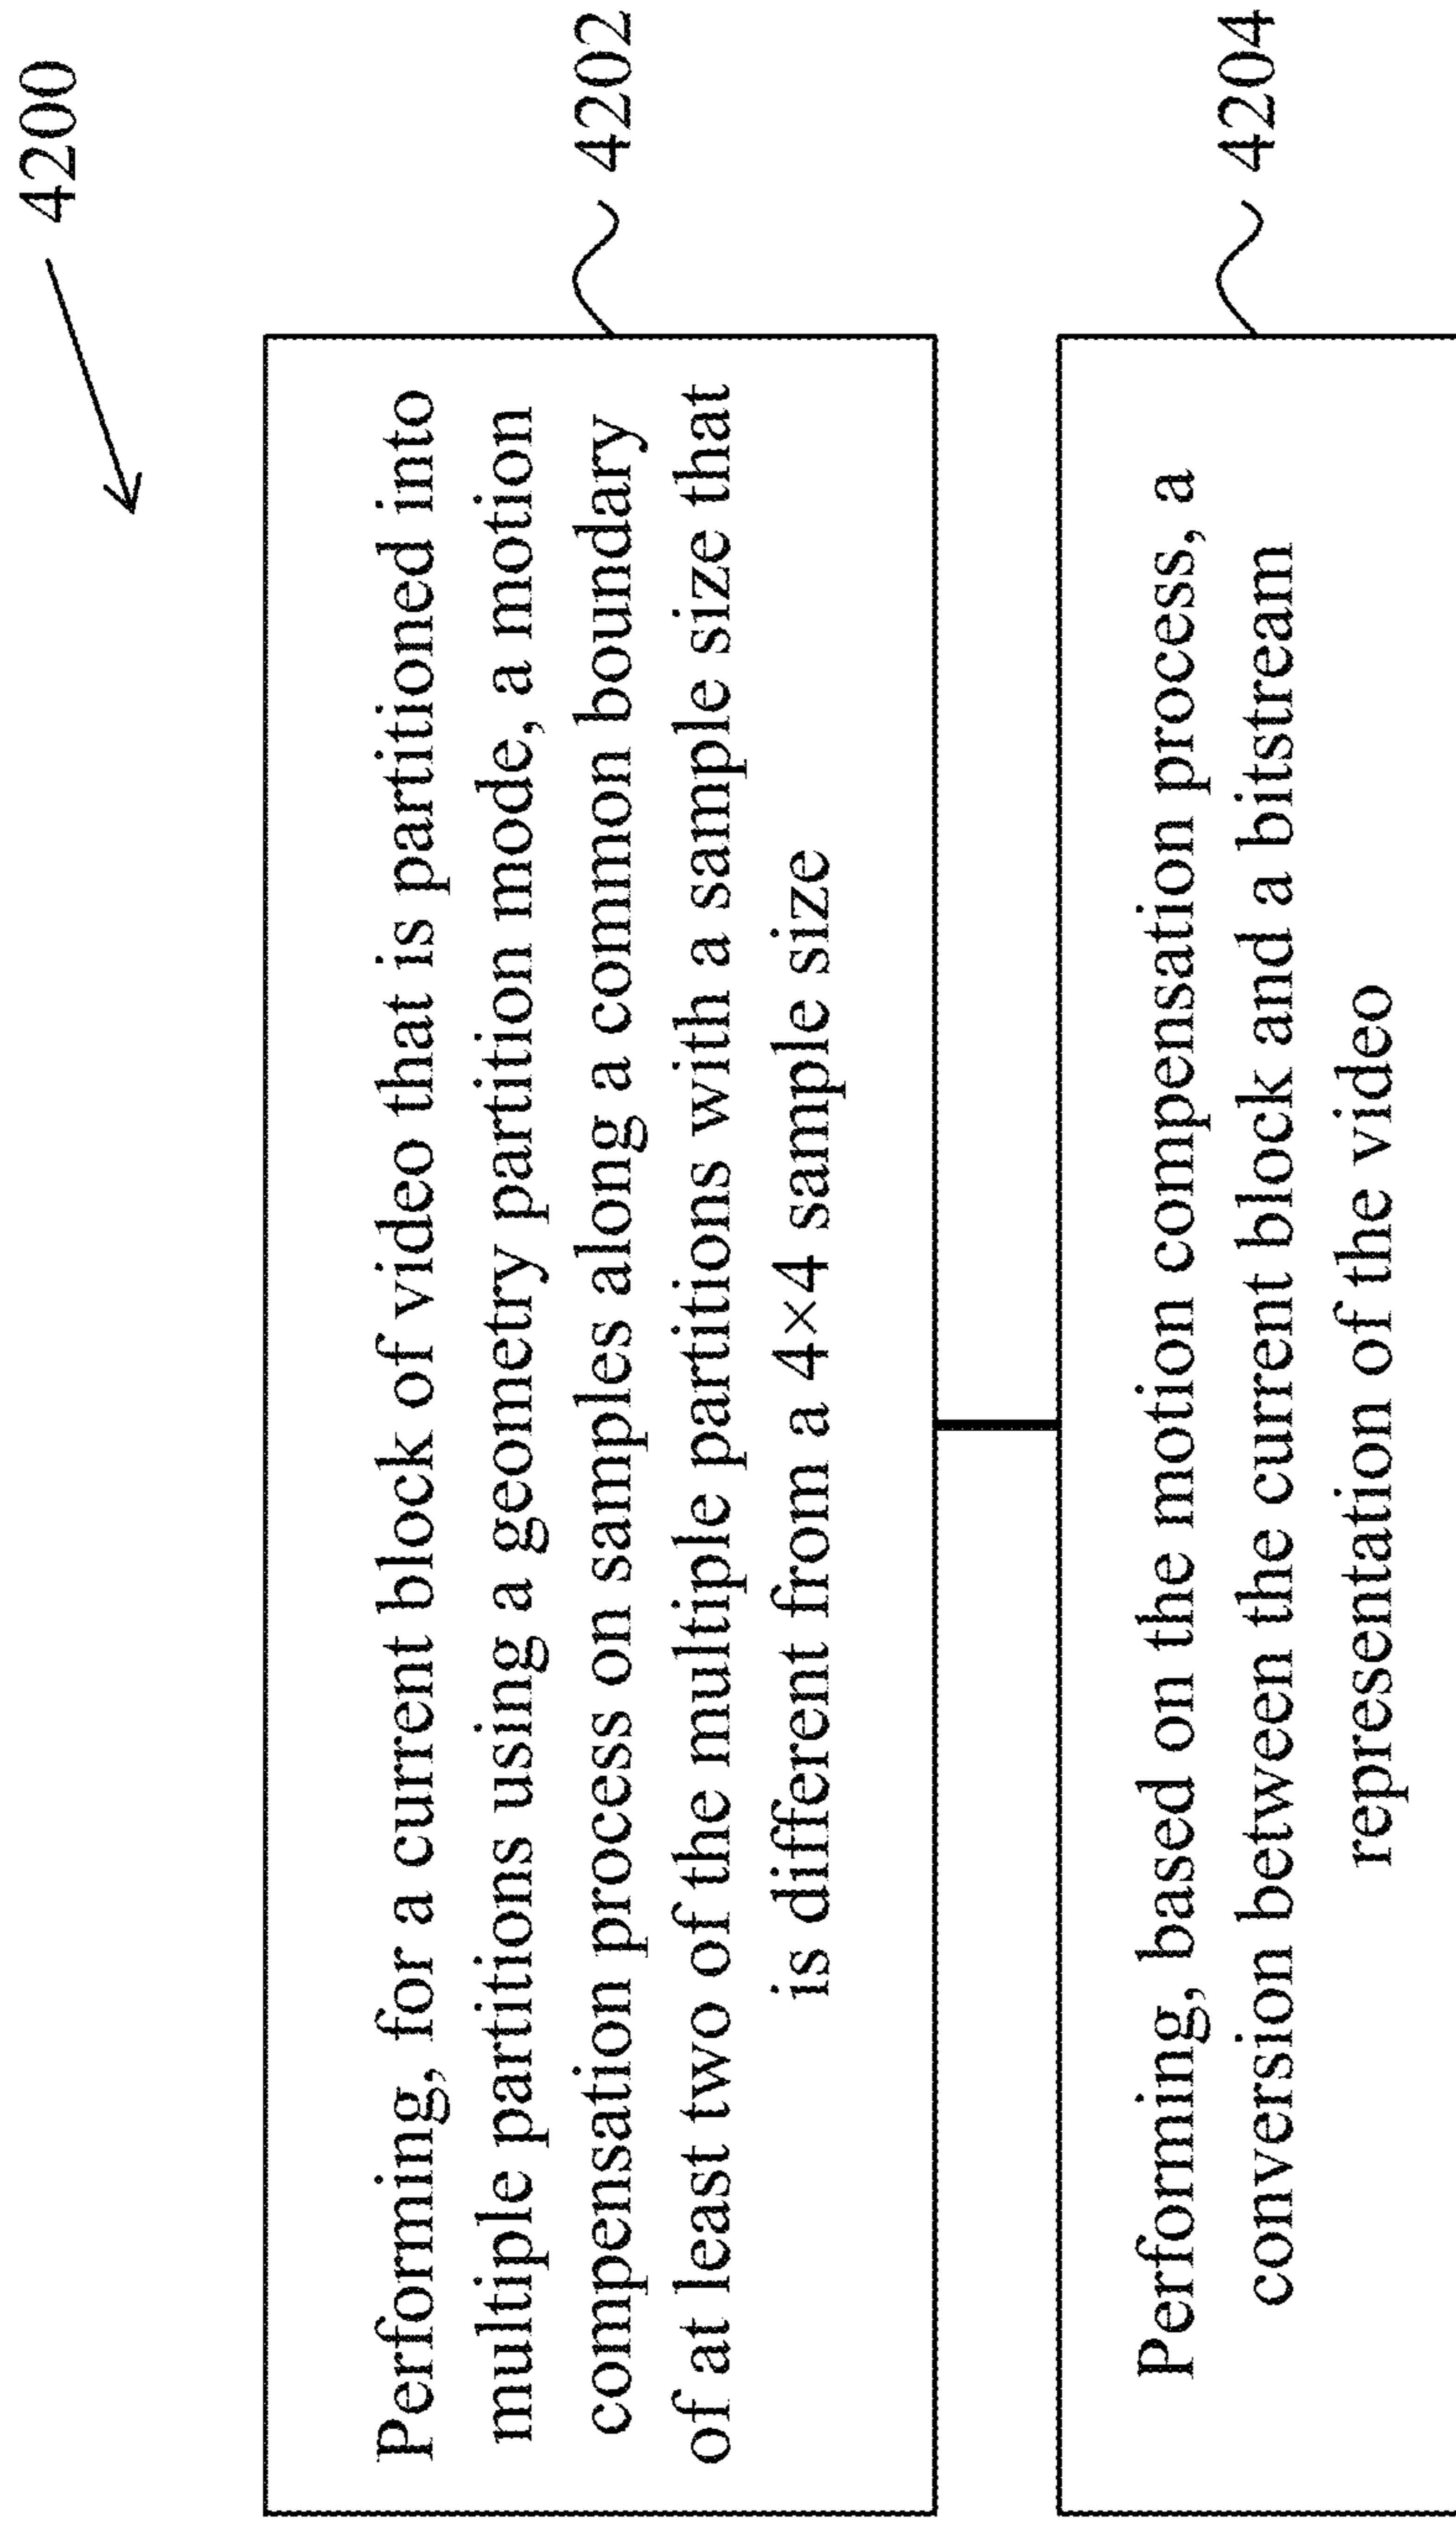 4200
Performing, for a current block of video that is partitioned into
multiple partitions using a geometry partition mode, a motion
compensation process on samples along a common boundary
of at least two of the multiple partitions with a sample size that
is different from a 4×4 sample size
4202
Performing, based on the motion compensation process, a
conversion between the current block and a bitstream
representation of the video
4204